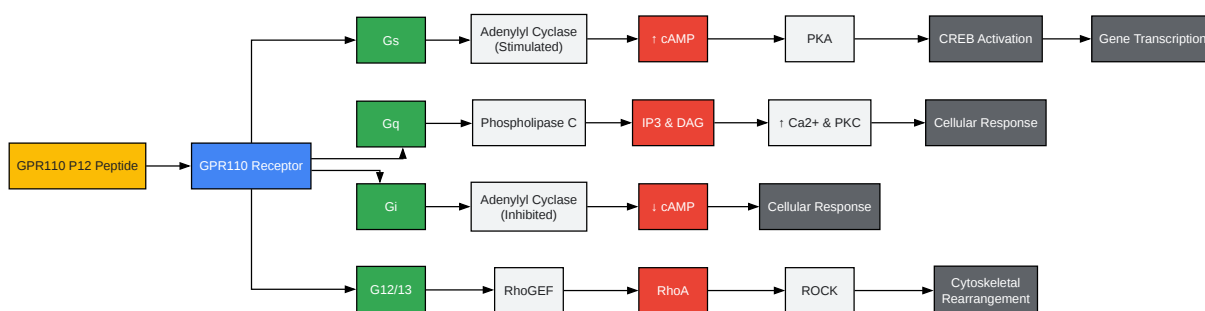 Gs
Adenylyl Cyclase
(Stimulated)
↑ cAMP
PKA
CREB Activation
Gene Transcription
Gq
Phospholipase C
IP3 & DAG
↑ Ca2+ & PKC
Cellular Response
GPR110 P12 Peptide
GPR110 Receptor
Gi
Adenylyl Cyclase
(Inhibited)
↓ cAMP
Cellular Response
G12/13
RhoGEF
RhoA
ROCK
Cytoskeletal
Rearrangement